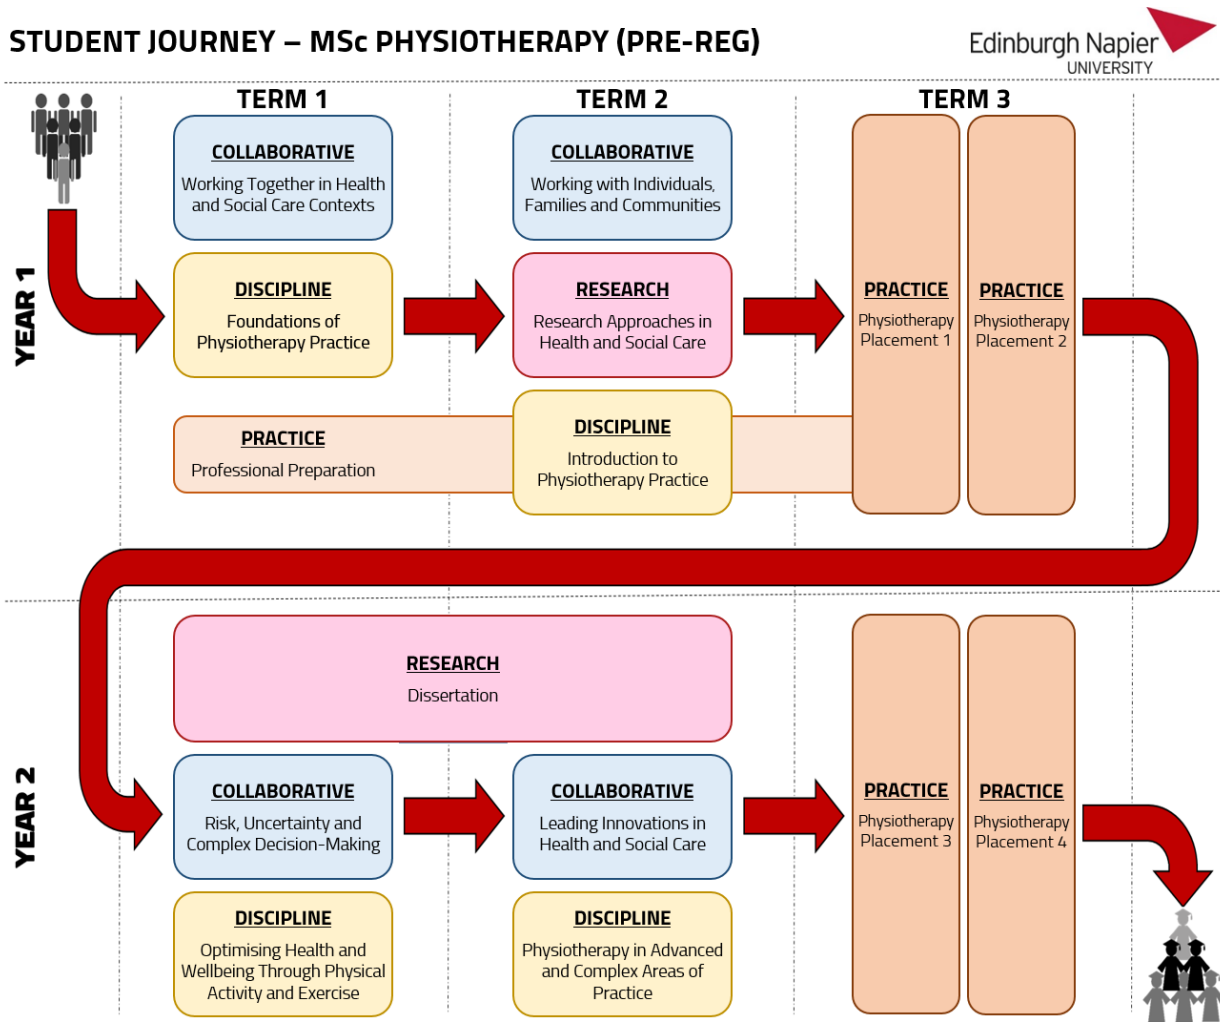 STUDENT JOURNEY – MSc PHYSIOTHERAPY (PRE-REG)
Edinburgh Napier
UNIVERSITY
TERM 1
TERM 2
TERM 3
YEAR 1
COLLABORATIVE
Working Together in Health
and Social Care Contexts
COLLABORATIVE
Working with Individuals,
Families and Communities
DISCIPLINE
Foundations of
Physiotherapy Practice
RESEARCH
Research Approaches in
Health and Social Care
PRACTICE
Physiotherapy
Placement 1
PRACTICE
Physiotherapy
Placement 2
PRACTICE
Professional Preparation
DISCIPLINE
Introduction to
Physiotherapy Practice
YEAR 2
RESEARCH
Dissertation
COLLABORATIVE
Risk, Uncertainty and
Complex Decision-Making
COLLABORATIVE
Leading Innovations in
Health and Social Care
PRACTICE
Physiotherapy
Placement 3
PRACTICE
Physiotherapy
Placement 4
DISCIPLINE
Optimising Health and
Wellbeing Through Physical
Activity and Exercise
DISCIPLINE
Physiotherapy in Advanced
and Complex Areas of
Practice